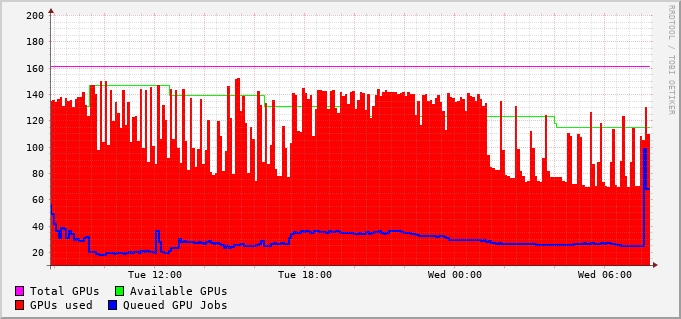 200
180
160
140
120
100
80
60
40
20
RRDTOOL / TOBI OETIKER
Tue 12:00 Tue 18:00 Wed 00:00 Wed 06:00
Total GPUs Available GPUs
GPUs used Queued GPU Jobs